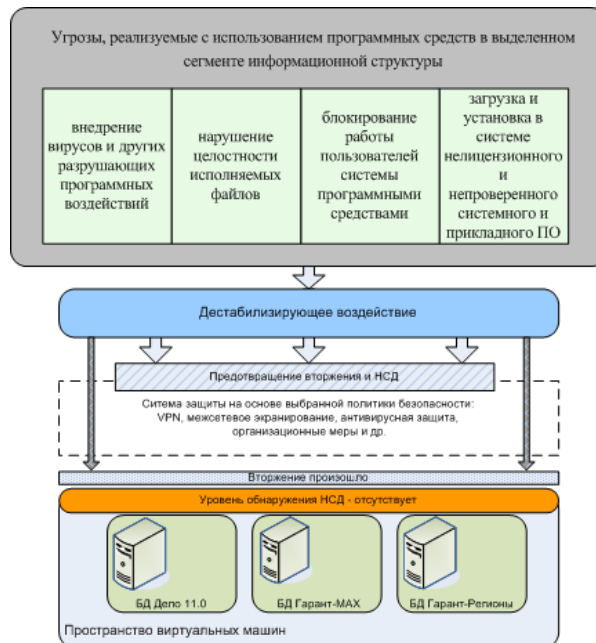 Угрозы, реализуемые с использованием программных средств в выделенном
сегменте информационной структуры
внедрение
вирусов и других
разрушающих
программных
воздействий
нарушение
целостности
исполняемых
файлов
блокирование
работы
пользователей
системы
программными
средствами
загрузка и
установка в
системе
нелицензионного
и
непроверенного
системного и
прикладного ПО
Дестабилизирующее воздействие
Предотвращение вторжения и НСД
Ситема защиты на основе выбранной политики безопасности:
VPN, межсетевое экранирование, антивирусная защита,
организационные меры и др.
Вторжение произошло
Уровень обнаружения НСД - отсутствует
БД Депо 11.0
БД Гарант-МАХ
БД Гарант-Регионы
Пространство виртуальных машин